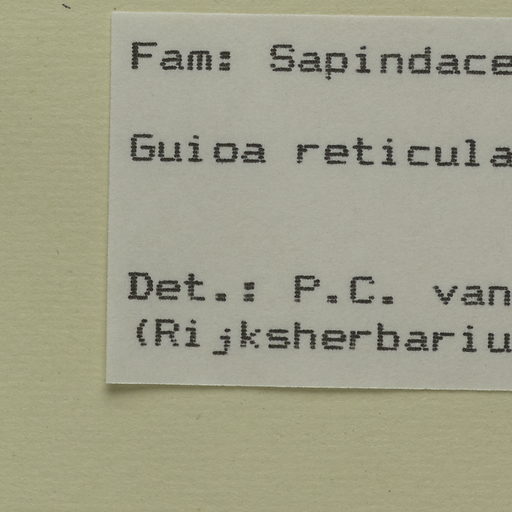 Fam: Sapindace
Guioa reticula
Det.: P.C. van
(Rijksherbariu